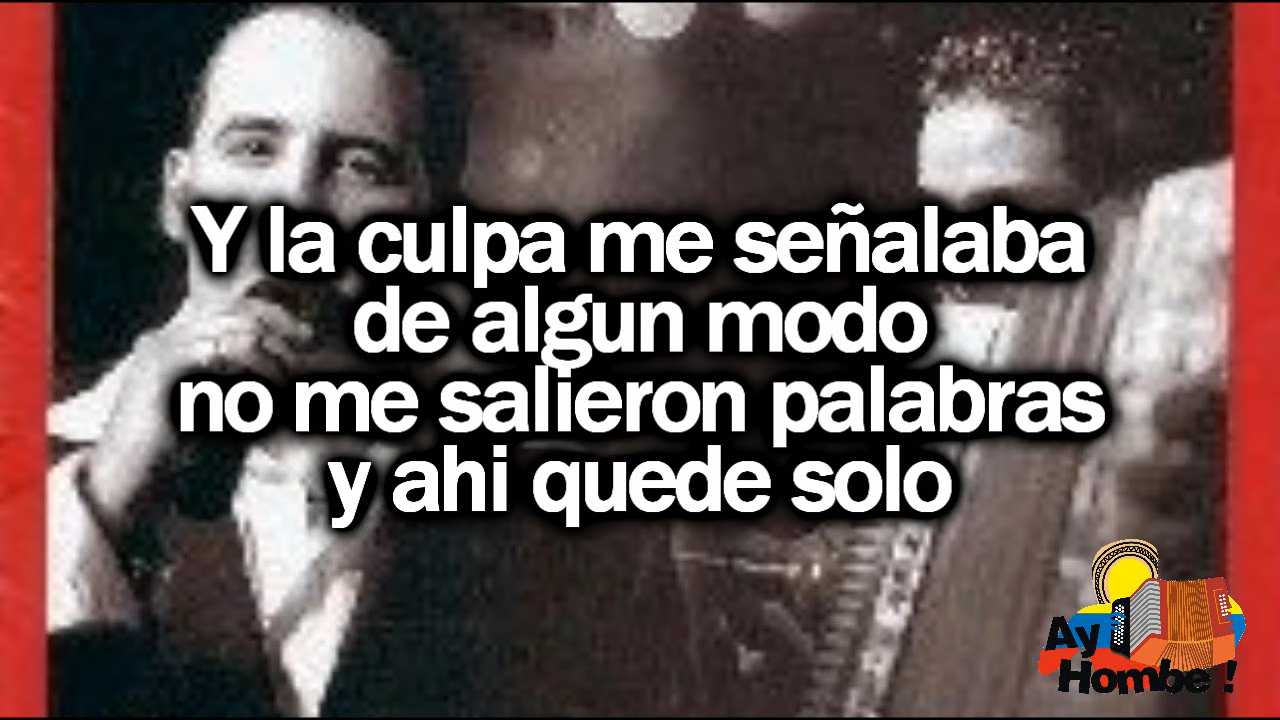 Y la culpa me señalaba
de algun modo
no me salieron palabras
y ahi quede solo
Ay
Hombe !